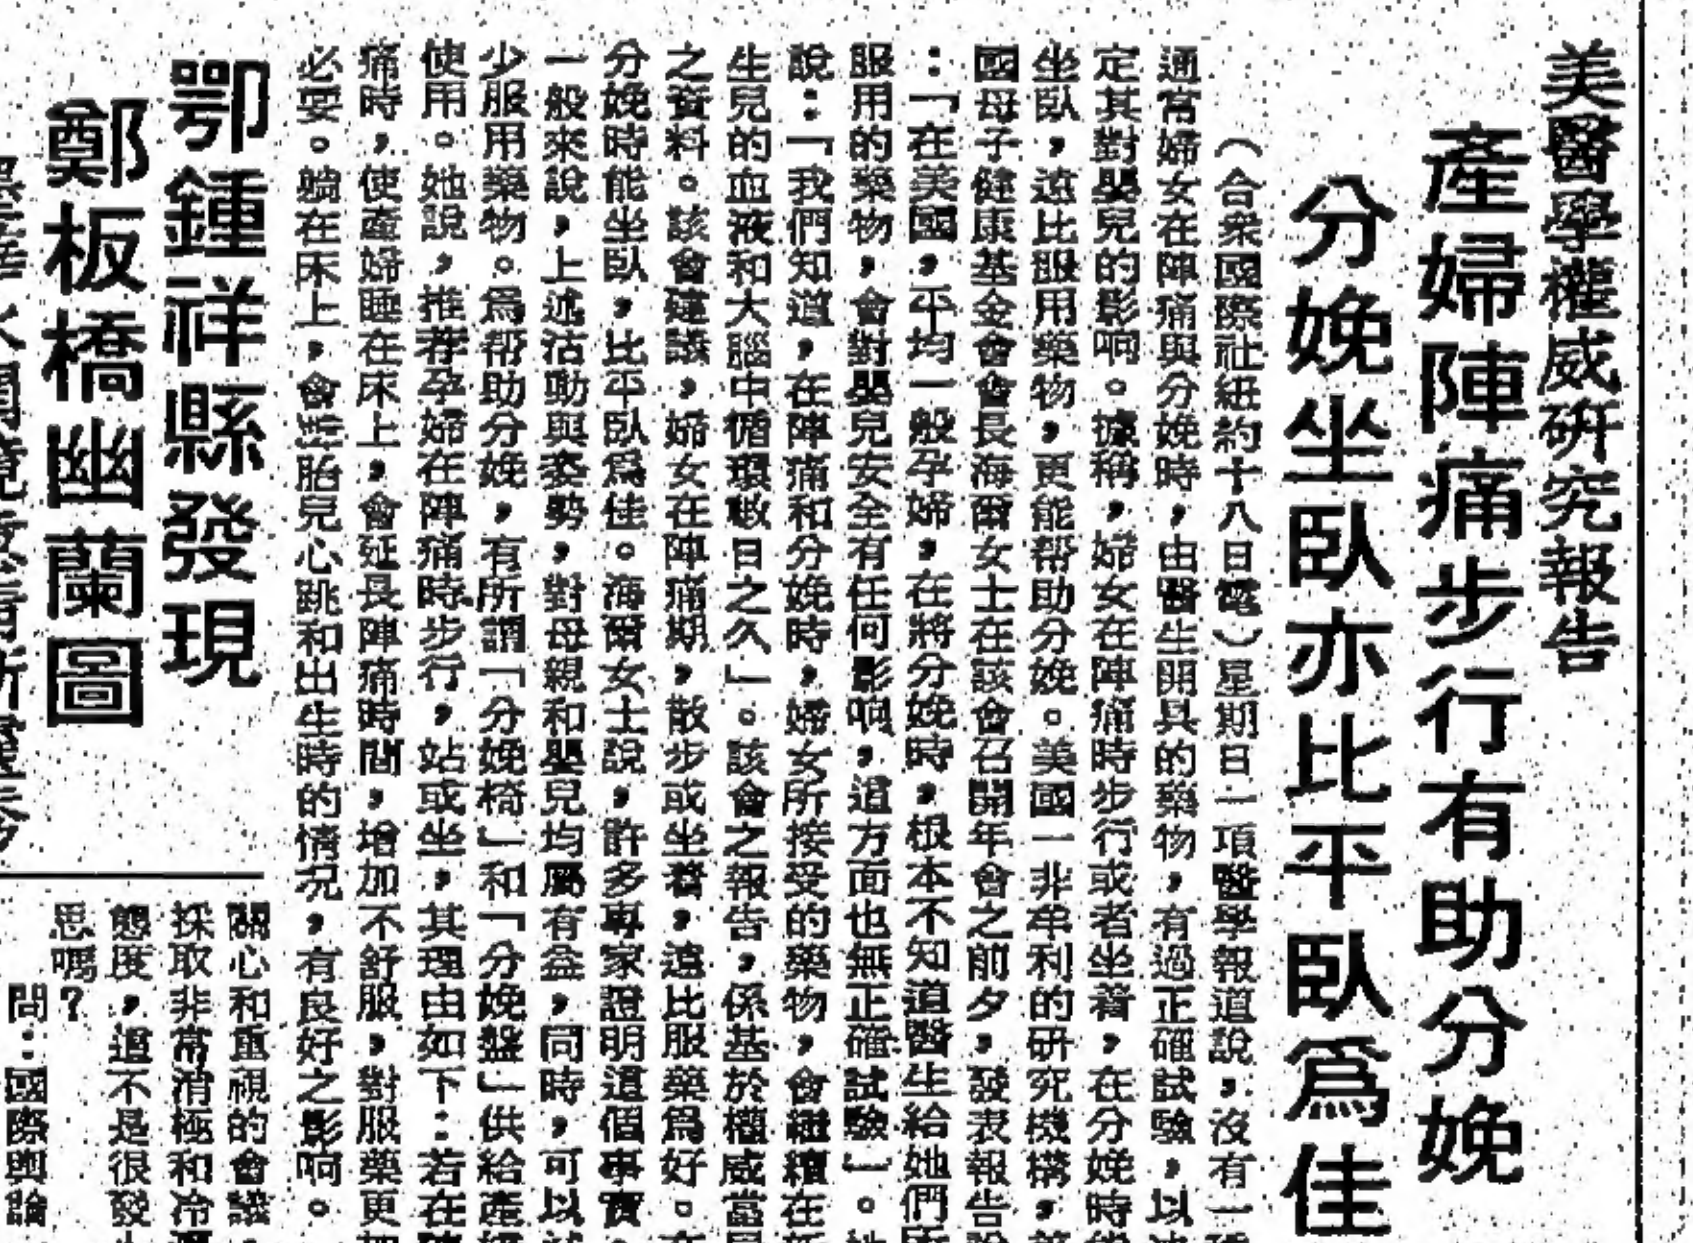 美醫學權威研究報告
產婦陣痛步行有助分娩
分娩坐臥亦比平臥爲佳
（合衆國際社紐約十八日電）星期日一項醫學報道說，沒有一
通常婦女在陣痛與分娩時，由醫生開具的藥物，有過正確試驗，以
定其對嬰兒的影响。據稱，婦女在陣痛時步行或者坐着，在分娩時
坐臥，遠比服用藥物，更能帮助分娩。美國一非牟利的研究機構，
國母子健康基金會會長海爾女士在該會召開年會之前夕，發表報告說
：「在美國，平均一般孕婦，在將分娩時，根本不知道醫生給她們
服用的藥物，會對嬰兒安全有任何影响，這方面也無正確試驗」。她
說：「我們知道，在陣痛和分娩時，婦女所接受的藥物，會繼續在
生兒的血液和大腦中循環數日之久」。該會之報告，係基於權威當
之資料。該會建議，婦女在陣痛期，散步或坐着，遠比服藥爲好。在
分娩時能坐臥，比平臥爲佳。海爾女士說，許多專家證明這個事實，
一般來說，上述活動與姿勢，對母親和嬰兒均屬有益，同時，可以
少服用藥物。爲帮助分娩，有所謂「分娩椅」和「分娩盤」供給產
使用。她說，推荐孕婦在陣痛時步行，站或坐，其理由如下：若在
痛時，使產婦睡在床上，會延長陣痛時間，增加不舒服，對服藥更
必要。躺在床上，會對胎兒心跳和出生時的情况，有良好之影响。
鄂鍾祥縣發現
鄭板橋幽蘭圖
關心和重視的會議，
採取非常消極和冷
態度，這不是很發
思嗎？
問：國際輿論